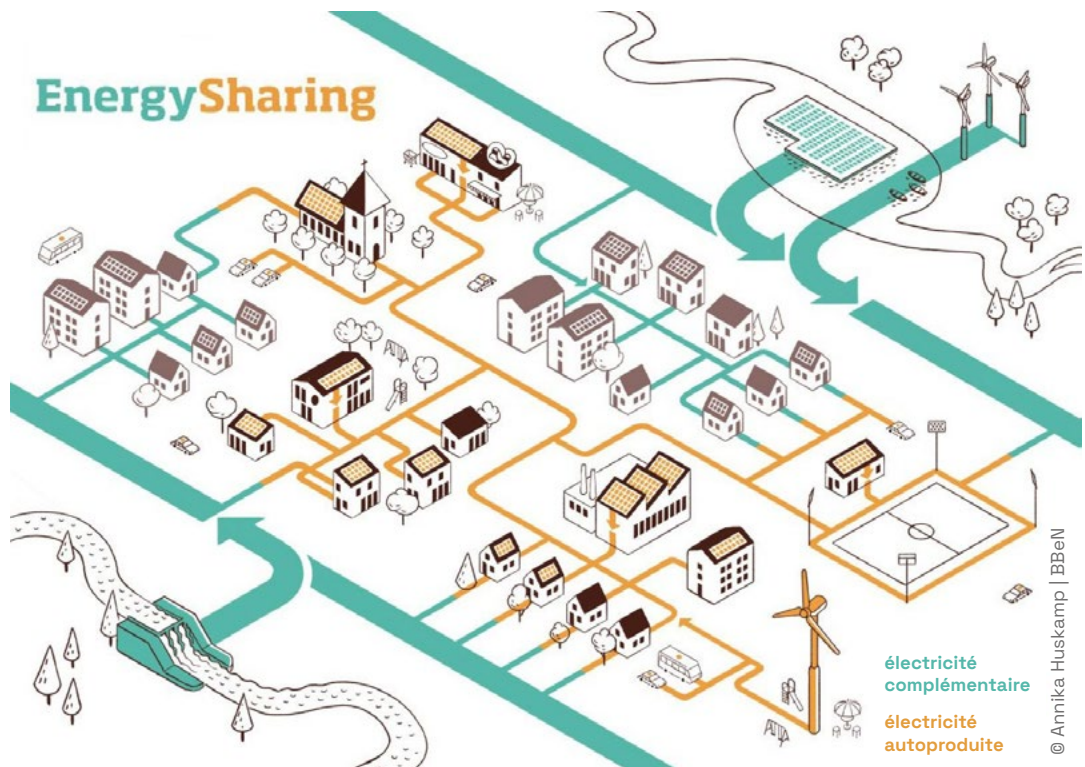 EnergySharing
électricité
complémentaire
électricité
autoproduite
© Annika Huskamp | BBeN